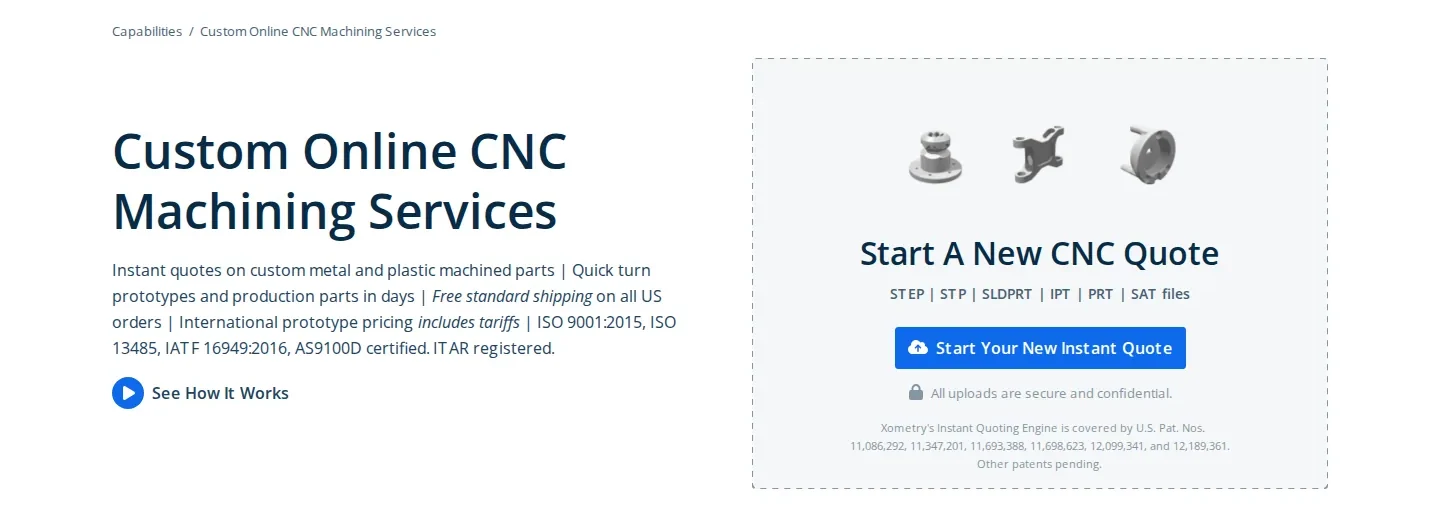 Capabilities / Custom Online CNC Machining Services
Custom Online CNC
Machining Services
Instant quotes on custom metal and plastic machined parts | Quick turn
prototypes and production parts in days | Free standard shipping on all US
orders | International prototype pricing includes tariffs | ISO 9001:2015, ISO
13485, IATF 16949:2016, AS9100D certified. ITAR registered.
See How It Works
Start A New CNC Quote
STEP | STP | SLDPRT | IPT | PRT | SAT files
Start Your New Instant Quote
All uploads are secure and confidential.
Xometry's Instant Quoting Engine is covered by U.S. Pat. Nos.
11,086,292, 11,347,201, 11,693,388, 11,698,623, 12,099,341, and 12,189,361.
Other patents pending.